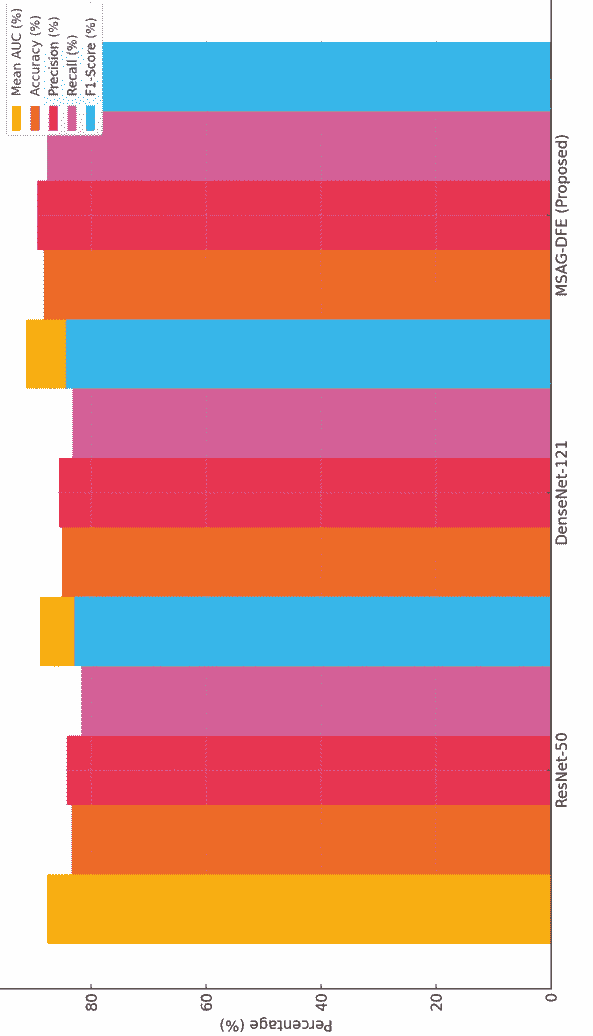 Mean AUC (%)
Accuracy (%)
Precision (%)
Recall (%)
F1-Score (%)
Percentage (%)
80
60
40
20
0
ResNet-50
DenseNet-121
MSAG-DFE (Proposed)